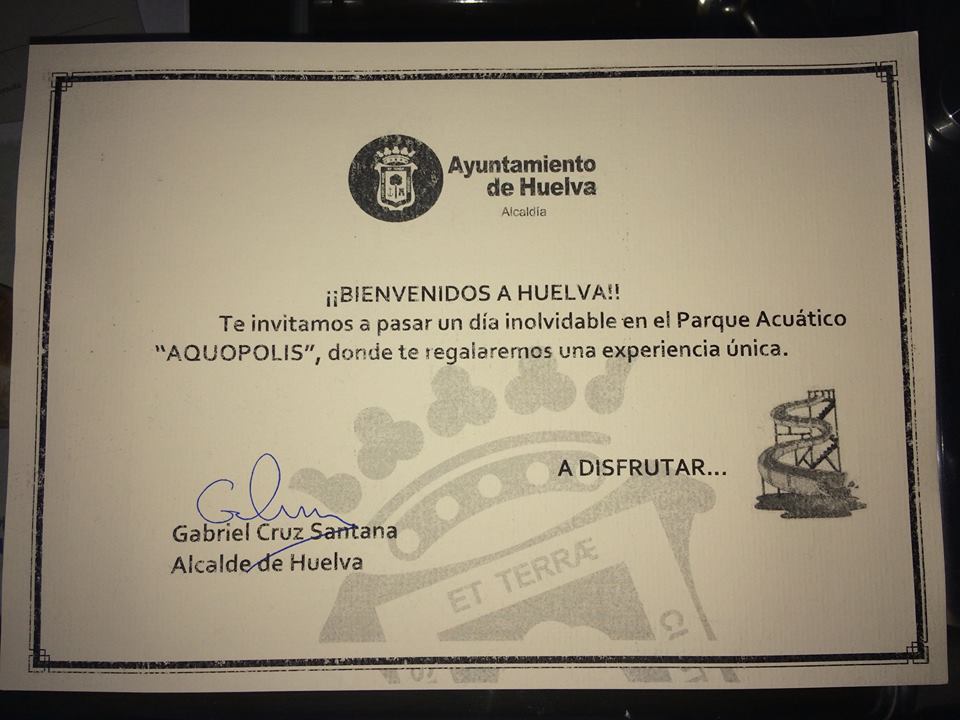 Ayuntamiento
de Huelva
Alcaldía
¡¡BIENVENIDOS A HUELVA!!
Te invitamos a pasar un día inolvidable en el Parque Acuático
“AQUOPOLIS”, donde te regalaremos una experiencia única.
A DISFRUTAR...
Gabriel Cruz Santana
Alcalde de Huelva
ET TERRÆ